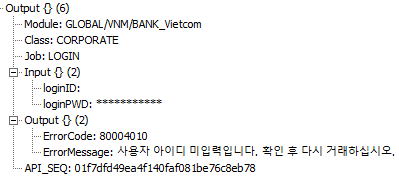 Output {} (6)
Module: GLOBAL/VNM/BANK_Vietcom
Class: CORPORATE
Job: LOGIN
Input {} (2)
loginID:
loginPWD: ***********
Output {} (2)
ErrorCode: 80004010
ErrorMessage: 사용자 아이디 미입력입니다. 확인 후 다시 거래하십시오.
API_SEQ: 01f7dfd49ea4f140faf081be76c8eb78